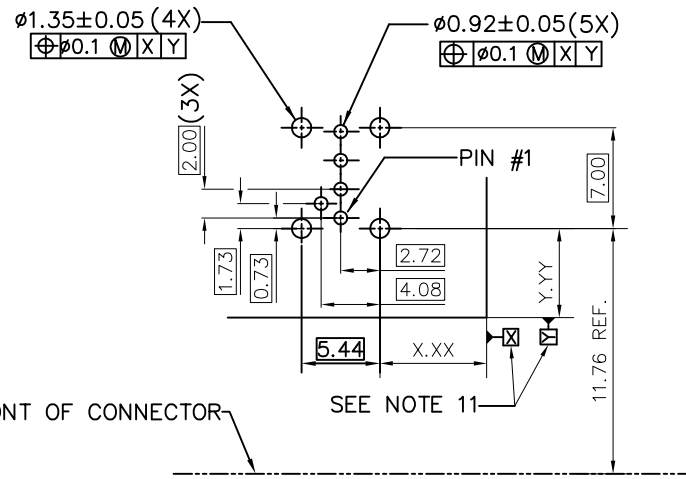 ø1.35±0.05 (4X)
⌖ ø0.1 Ⓜ X Y
ø0.92±0.05(5X)
⌖ ø0.1 Ⓜ X Y
2.00 (3X)
PIN #1
7.00
1.73
0.73
2.72
4.08
Y.YY
5.44
X.XX
X
Y
11.76 REF.
SEE NOTE 11
ONT OF CONNECTOR